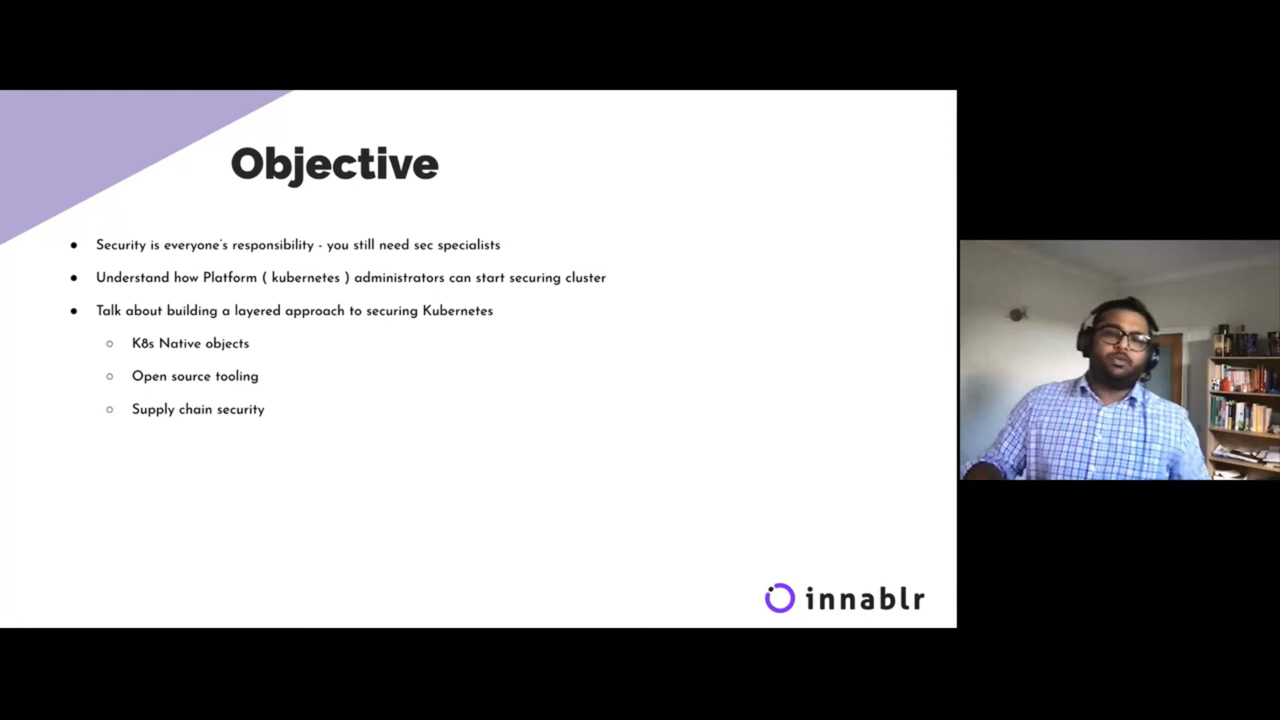 Objective
● Security is everyone's responsibility - you still need sec specialists
● Understand how Platform ( kubernetes ) administrators can start securing cluster
● Talk about building a layered approach to securing Kubernetes
○ K8s Native objects
○ Open source tooling
○ Supply chain security
innablr